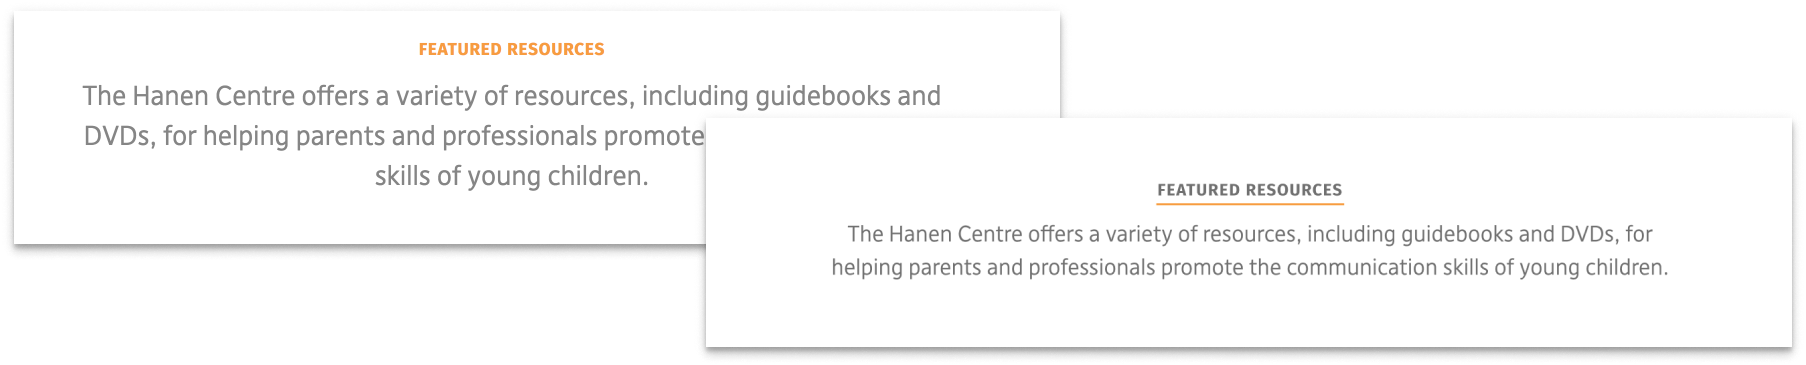 FEATURED RESOURCES
The Hanen Centre offers a variety of resources, including guidebooks and
DVDs, for helping parents and professionals promote
skills of young children.
FEATURED RESOURCES
The Hanen Centre offers a variety of resources, including guidebooks and DVDs, for
helping parents and professionals promote the communication skills of young children.